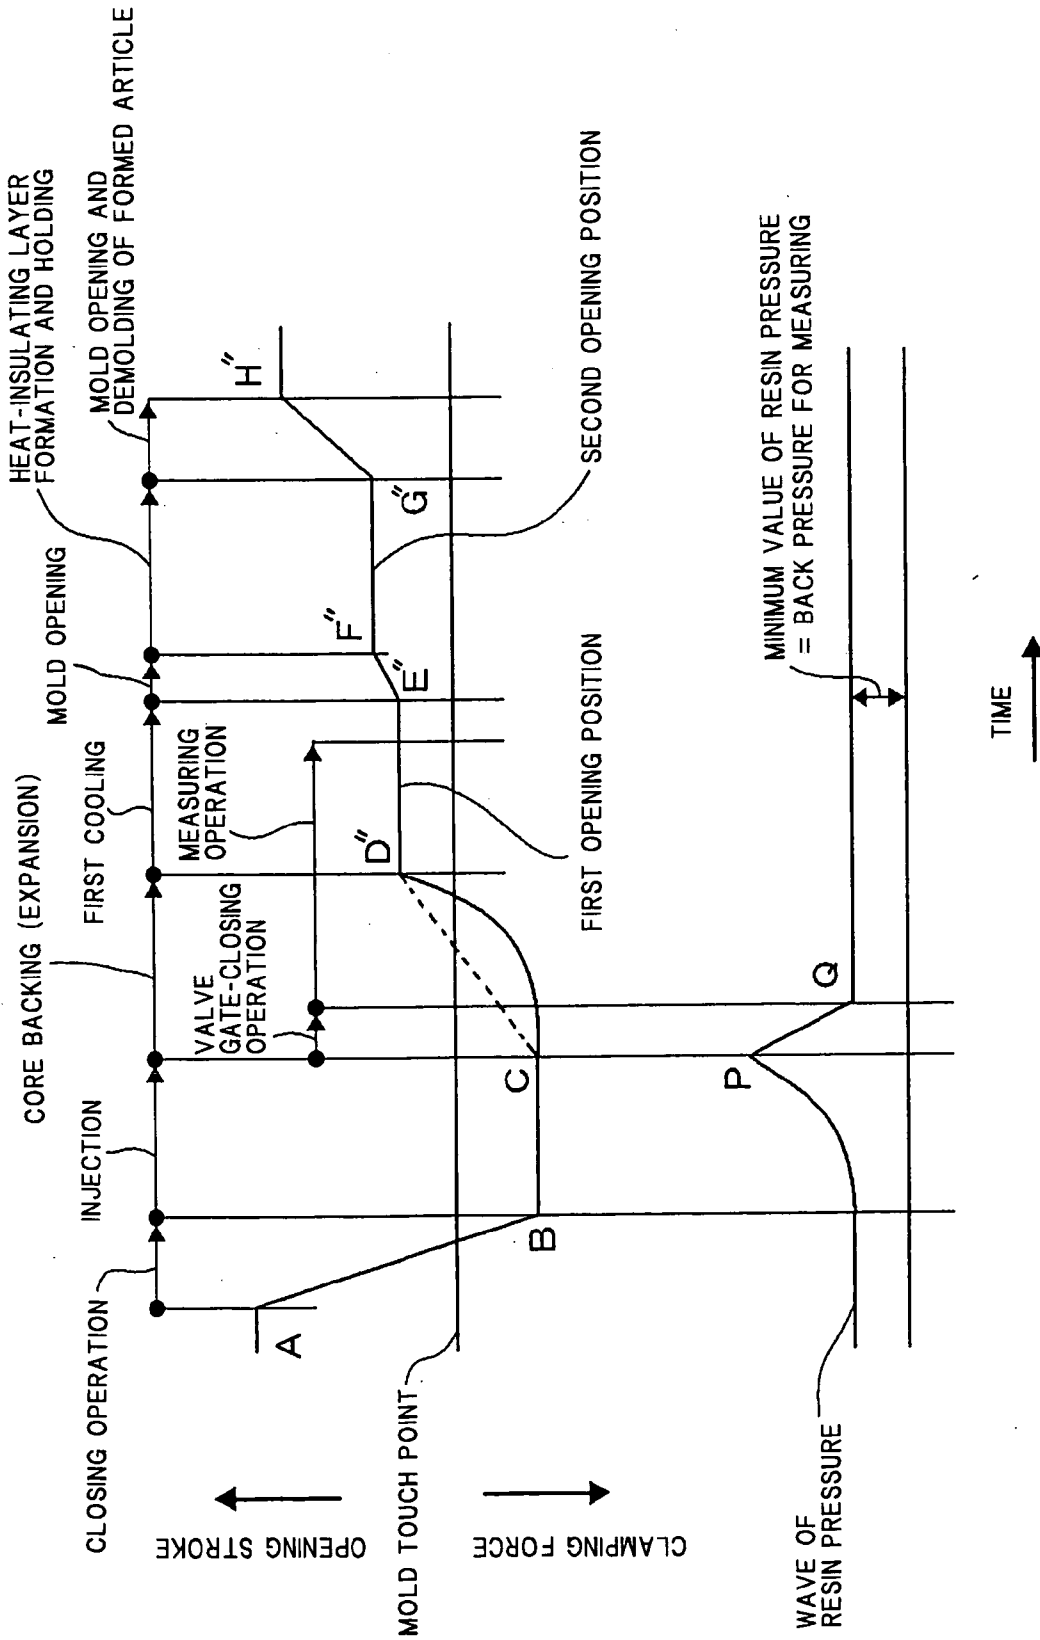 HEAT-INSULATING LAYER
FORMATION AND HOLDING
MOLD OPENING AND
DEMOLDING OF FORMED ARTICLE
CORE BACKING (EXPANSION)
CLOSING OPERATION
INJECTION
FIRST COOLING
MOLD OPENING
VALVE
GATE-CLOSING
OPERATION
MEASURING
OPERATION
OPENING STROKE
CLAMPING FORCE
MOLD TOUCH POINT
A
B
C
D"
E"
F"
G"
H"
FIRST OPENING POSITION
SECOND OPENING POSITION
WAVE OF
RESIN PRESSURE
P
Q
MINIMUM VALUE OF RESIN PRESSURE
= BACK PRESSURE FOR MEASURING
TIME